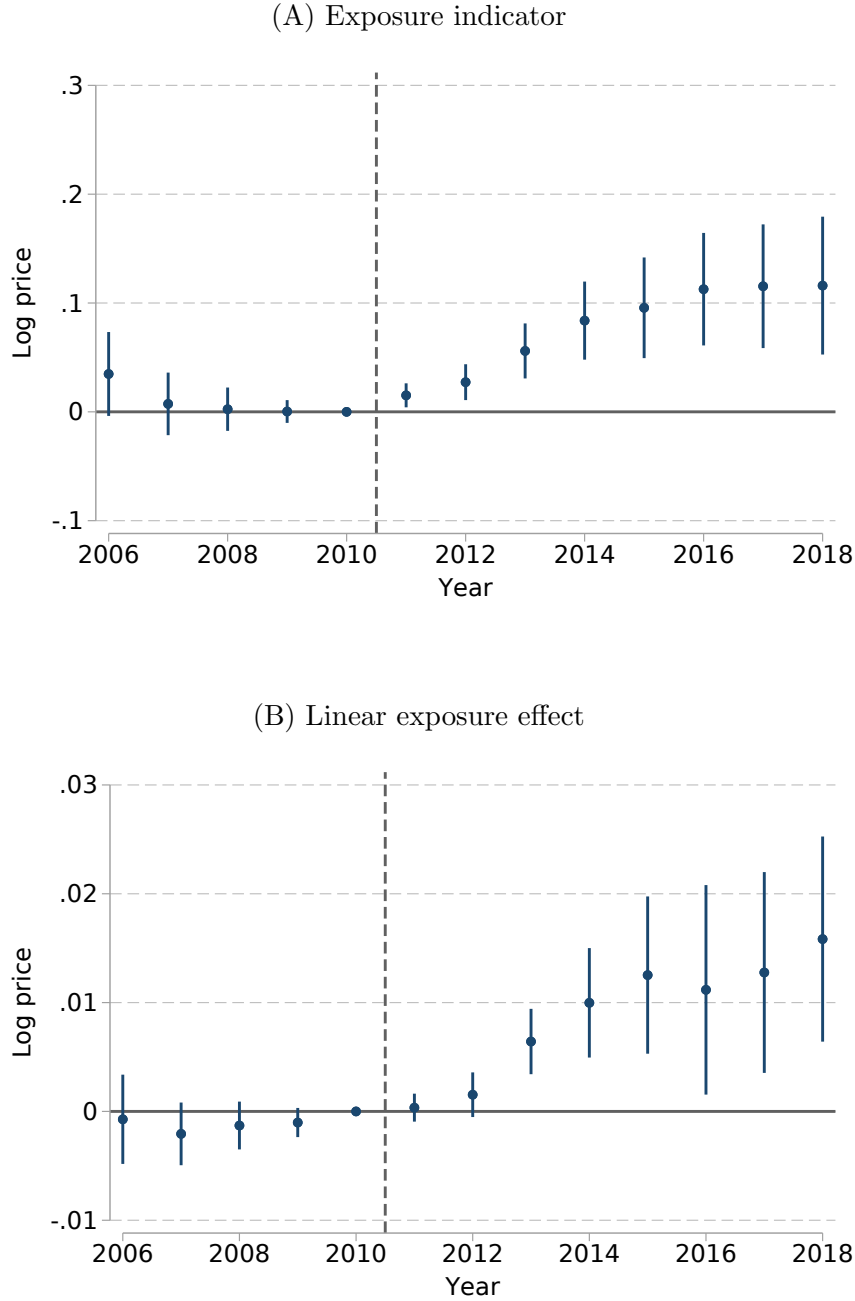 (A) Exposure indicator
.3
.2
.1
0
-.1
Log price
2006 2008 2010 2012 2014 2016 2018
Year
(B) Linear exposure effect
.03
.02
.01
0
-.01
Log price
2006 2008 2010 2012 2014 2016 2018
Year